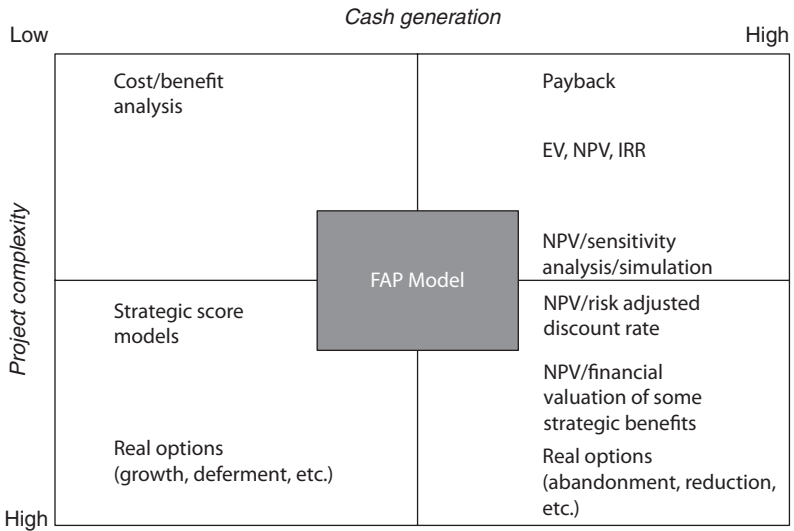 Cash generation
Low
High
Cost/benefit
analysis
Payback
EV, NPV, IRR
NPV/sensitivity
analysis/simulation
Project complexity
FAP Model
Strategic score
models
NPV/risk adjusted
discount rate
NPV/financial
valuation of some
strategic benefits
Real options
(growth, deferment, etc.)
Real options
(abandonment, reduction,
etc.)
High